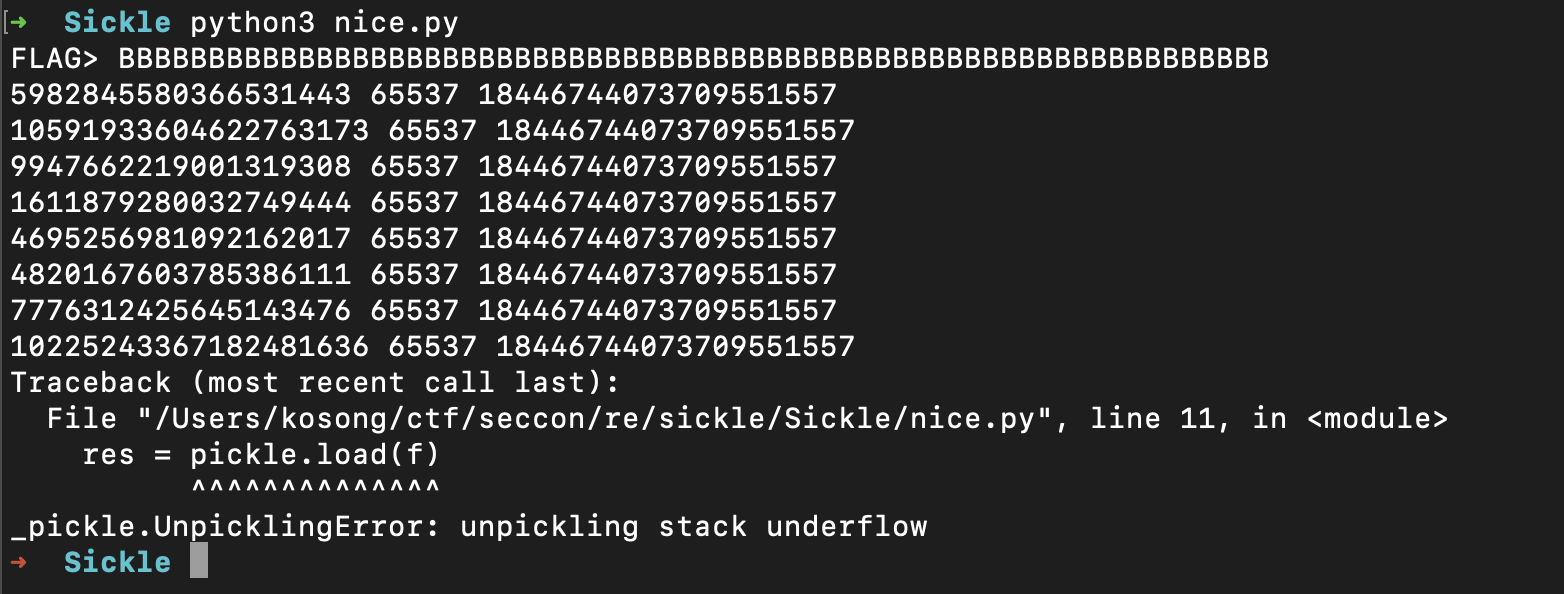 [→ Sickle python3 nice.py
FLAG> BBBBBBBBBBBBBBBBBBBBBBBBBBBBBBBBBBBBBBBBBBBBBBBBBBBBBBBBBBBBBBBB
5982845580366531443 65537 18446744073709551557
10591933604622763173 65537 18446744073709551557
9947662219001319308 65537 18446744073709551557
1611879280032749444 65537 18446744073709551557
4695256981092162017 65537 18446744073709551557
4820167603785386111 65537 18446744073709551557
7776312425645143476 65537 18446744073709551557
10225243367182481636 65537 18446744073709551557
Traceback (most recent call last):
  File "/Users/kosong/ctf/seccon/re/sickle/Sickle/nice.py", line 11, in <module>
    res = pickle.load(f)
          ^^^^^^^^^^^^^^
_pickle.UnpicklingError: unpickling stack underflow
→ Sickle